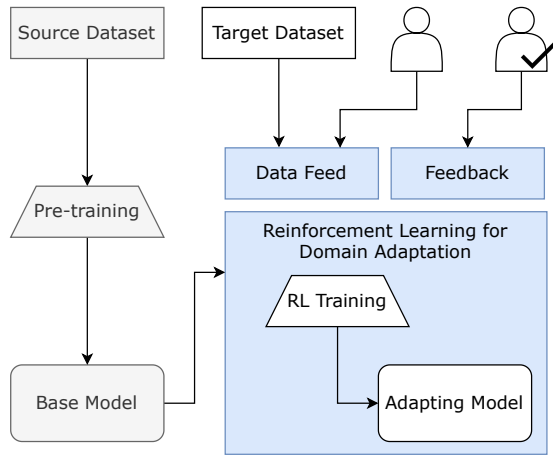 Source Dataset
Target Dataset
Data Feed
Feedback
Pre-training
Reinforcement Learning for
Domain Adaptation
RL Training
Base Model
Adapting Model